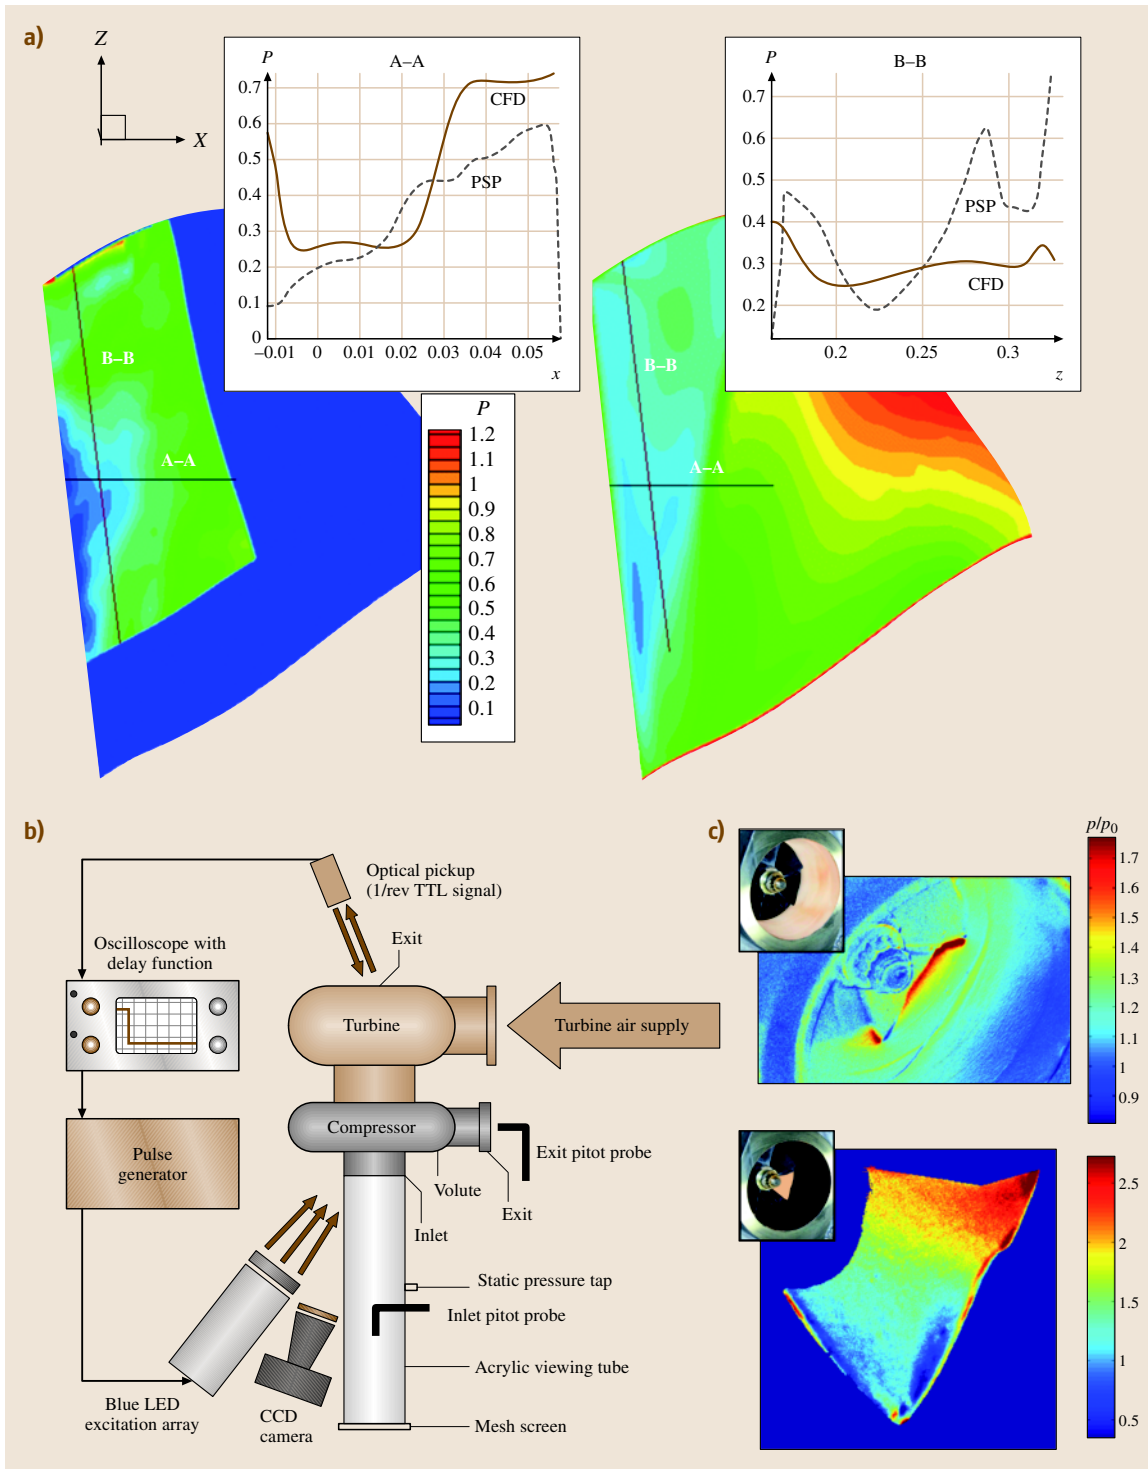 a)
Z
X
P
A–A
0.7
0.6
0.5
0.4
0.3
0.2
0.1
0
–0.01
0
0.01
0.02
0.03
0.04
0.05
x
CFD
PSP
P
B–B
0.7
0.6
0.5
0.4
0.3
0.2
0.2
0.25
0.3
z
PSP
CFD
B–B
A–A
P
1.2
1.1
1
0.9
0.8
0.7
0.6
0.5
0.4
0.3
0.2
0.1
B–B
A–A
b)
Optical pickup
(1/rev TTL signal)
Exit
Oscilloscope with
delay function
Turbine
Turbine air supply
Compressor
Exit pitot probe
Pulse
generator
Volute
Exit
Inlet
Static pressure tap
Inlet pitot probe
Acrylic viewing tube
Blue LED
excitation array
CCD
camera
Mesh screen
c)
p/p0
1.7
1.6
1.5
1.4
1.3
1.2
1.1
1
0.9
2.5
2
1.5
1
0.5